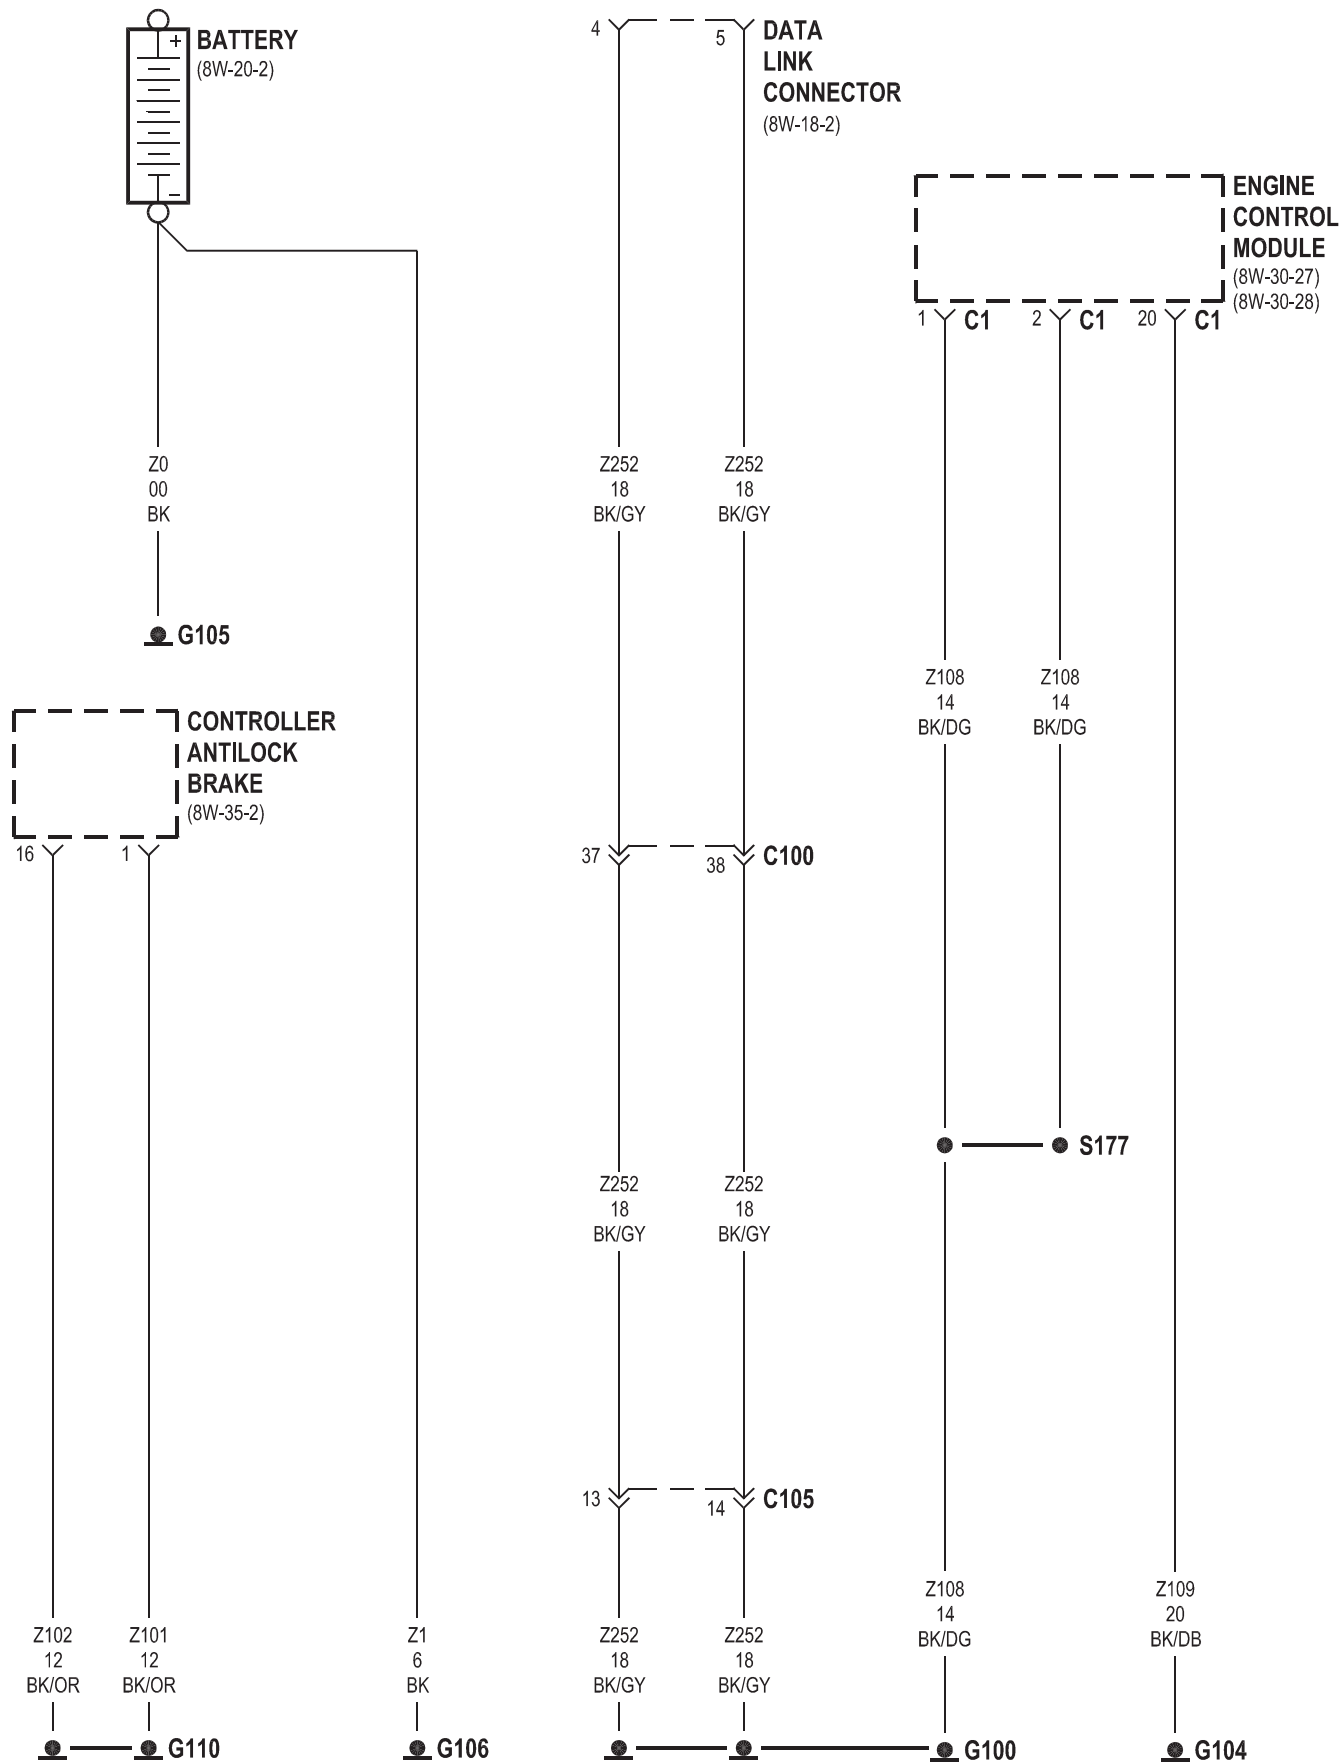 BATTERY
(8W-20-2)
+
–
4
5
DATA
LINK
CONNECTOR
(8W-18-2)
ENGINE
CONTROL
MODULE
(8W-30-27)
(8W-30-28)
1 C1
2 C1
20 C1
Z0
00
BK
G105
Z252
18
BK/GY
Z252
18
BK/GY
Z108
14
BK/DG
Z108
14
BK/DG
CONTROLLER
ANTILOCK
BRAKE
(8W-35-2)
16
1
37
38
C100
S177
Z252
18
BK/GY
Z252
18
BK/GY
13
14
C105
Z102
12
BK/OR
Z101
12
BK/OR
Z1
6
BK
Z252
18
BK/GY
Z252
18
BK/GY
Z108
14
BK/DG
Z109
20
BK/DB
G110
G106
G100
G104